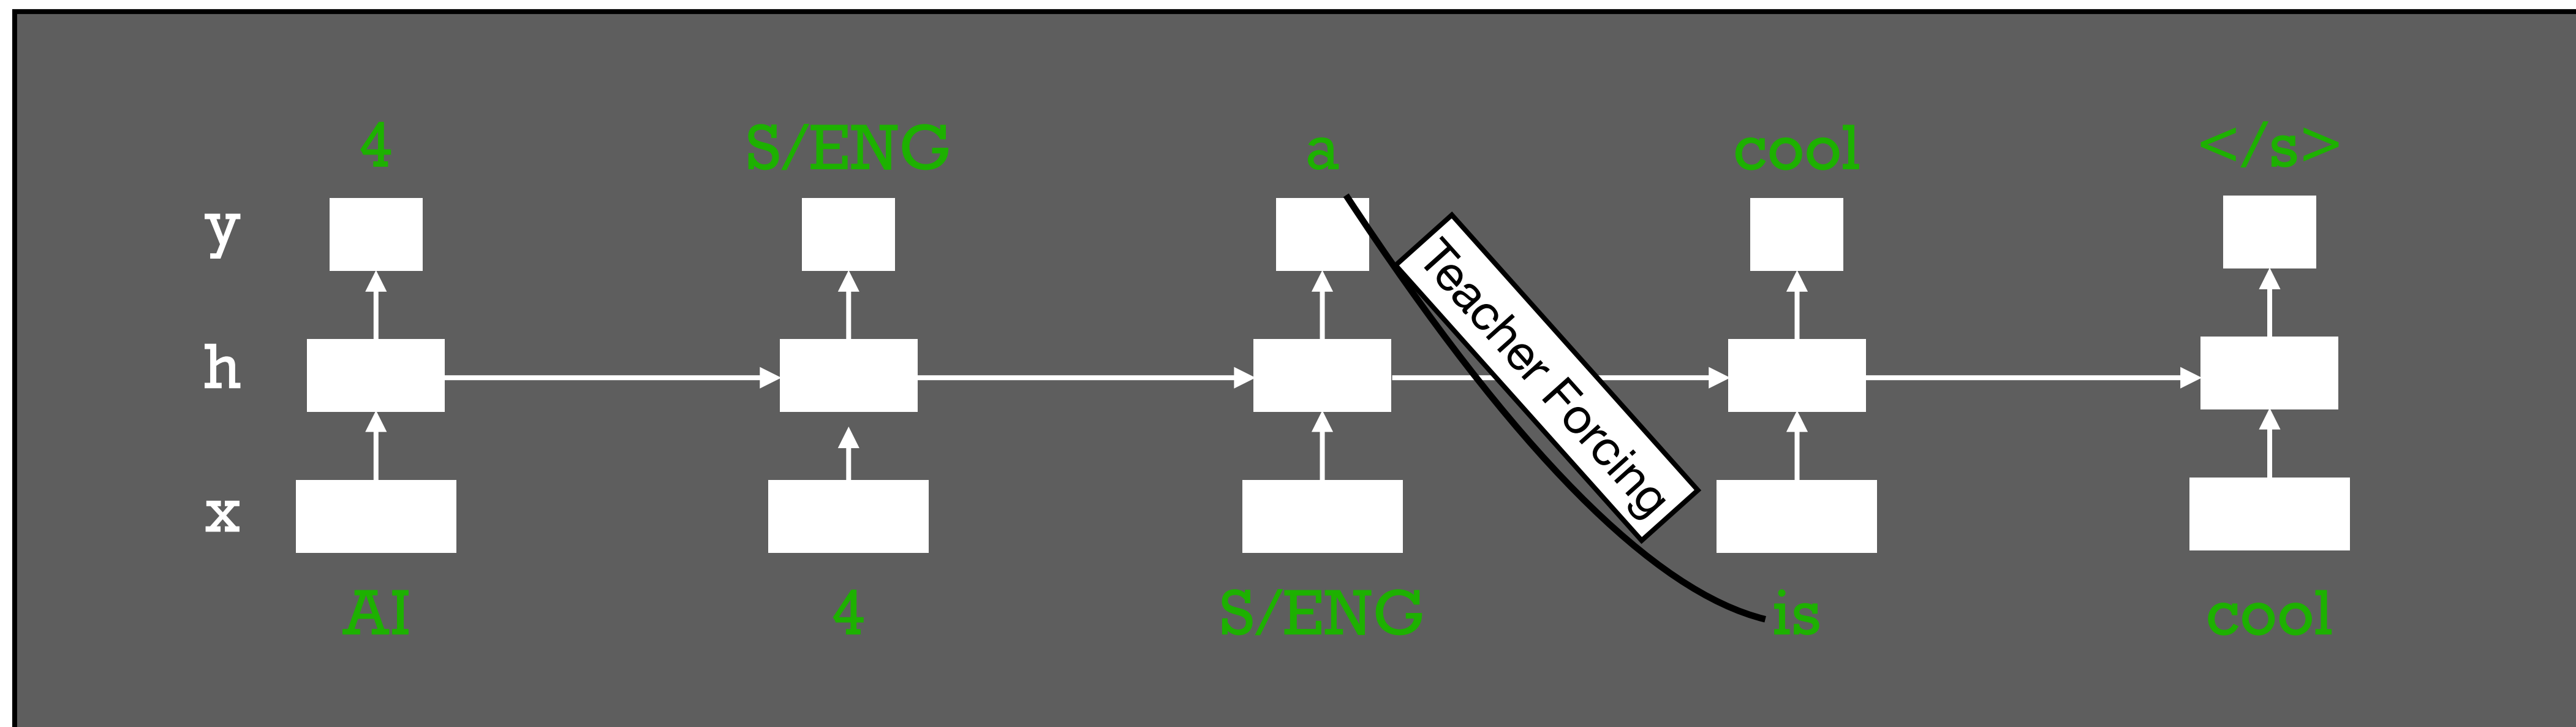 4 S/ENG a cool </s>
y
h
x
Teacher Forcing
AI 4 S/ENG is cool